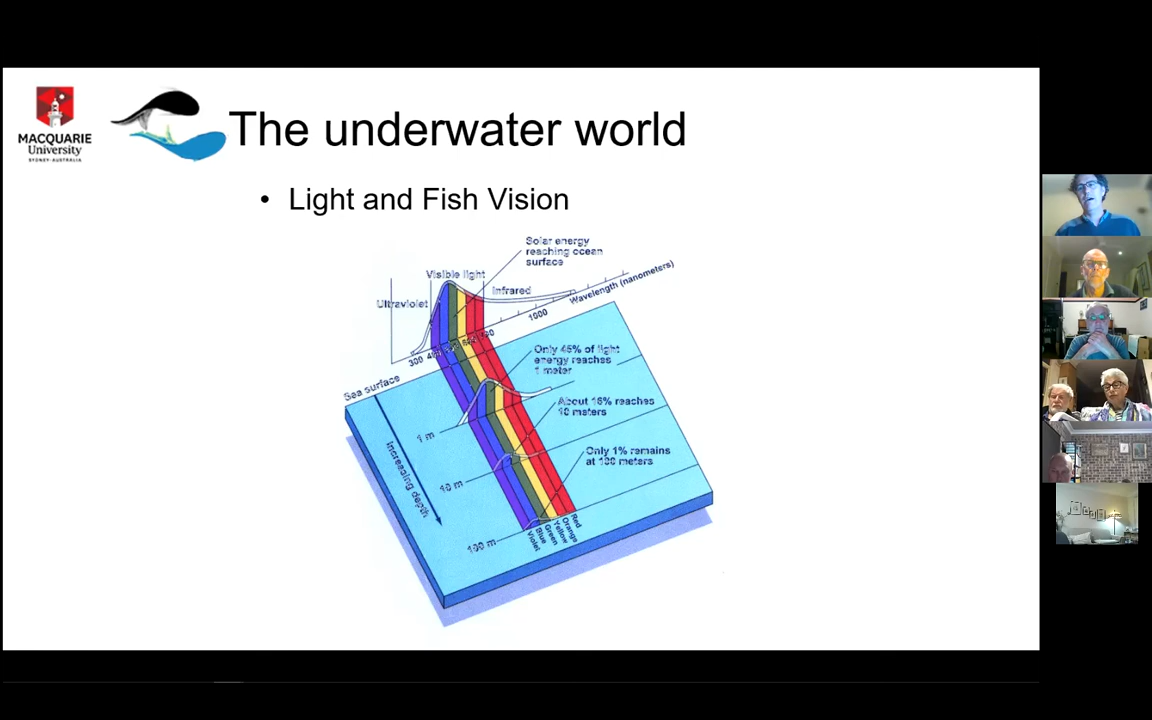 MACQUARIE
University
SYDNEY·AUSTRALIA
The underwater world
• Light and Fish Vision
Solar energy
reaching ocean
surface
Visible light
Infrared
Wavelength (nanometers)
Ultraviolet
1000
300
Sea surface
Only 45% of light
energy reaches
1 meter
About 16% reaches
10 meters
1 m
Increasing depth
Only 1% remains
at 100 meters
10 m
100 m
Violet
Blue
Green
Yellow
Orange
Red